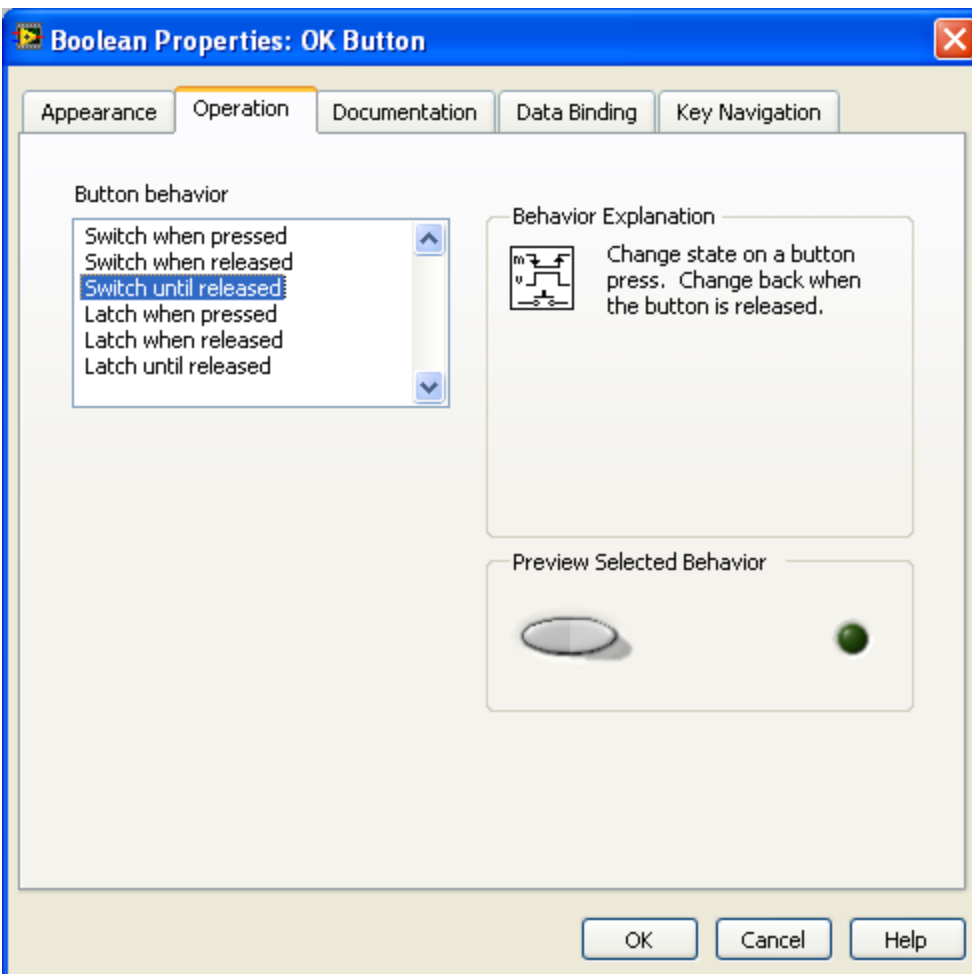 Boolean Properties: OK Button
Appearance
Operation
Documentation
Data Binding
Key Navigation
Button behavior
Switch when pressed
Switch when released
Switch until released
Latch when pressed
Latch when released
Latch until released
Behavior Explanation
m
v
Change state on a button
press. Change back when
the button is released.
Preview Selected Behavior
OK
Cancel
Help